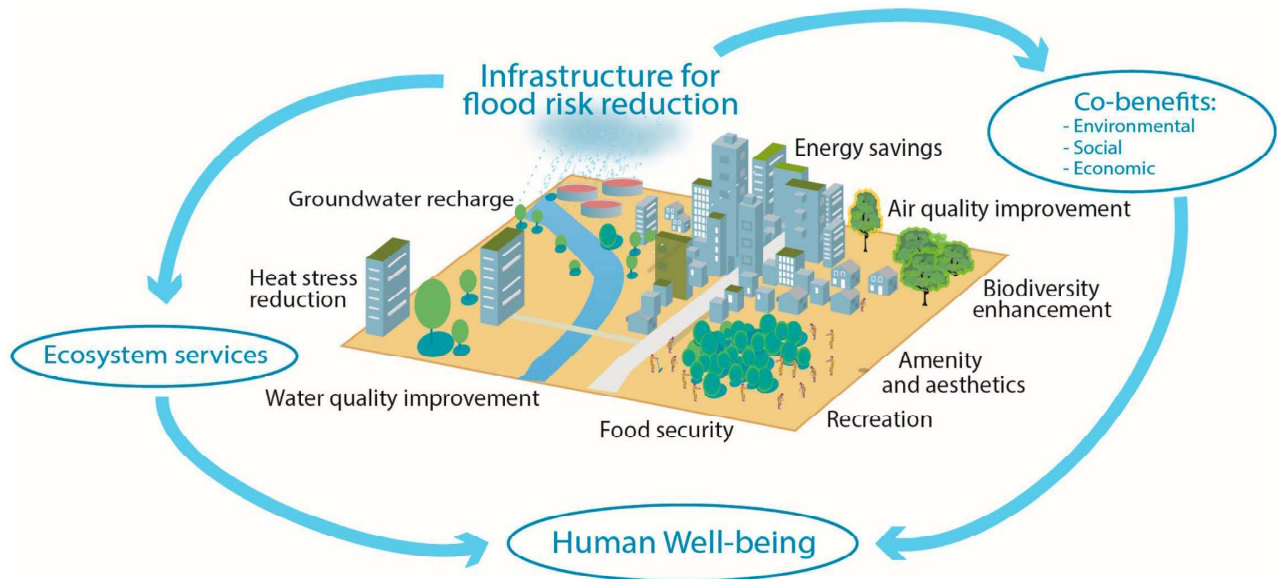 Infrastructure for
flood risk reduction
Co-benefits:
- Environmental
- Social
- Economic
Energy savings
Groundwater recharge
Air quality improvement
Heat stress
reduction
Biodiversity
enhancement
Ecosystem services
Amenity
and aesthetics
Water quality improvement
Recreation
Food security
Human Well-being